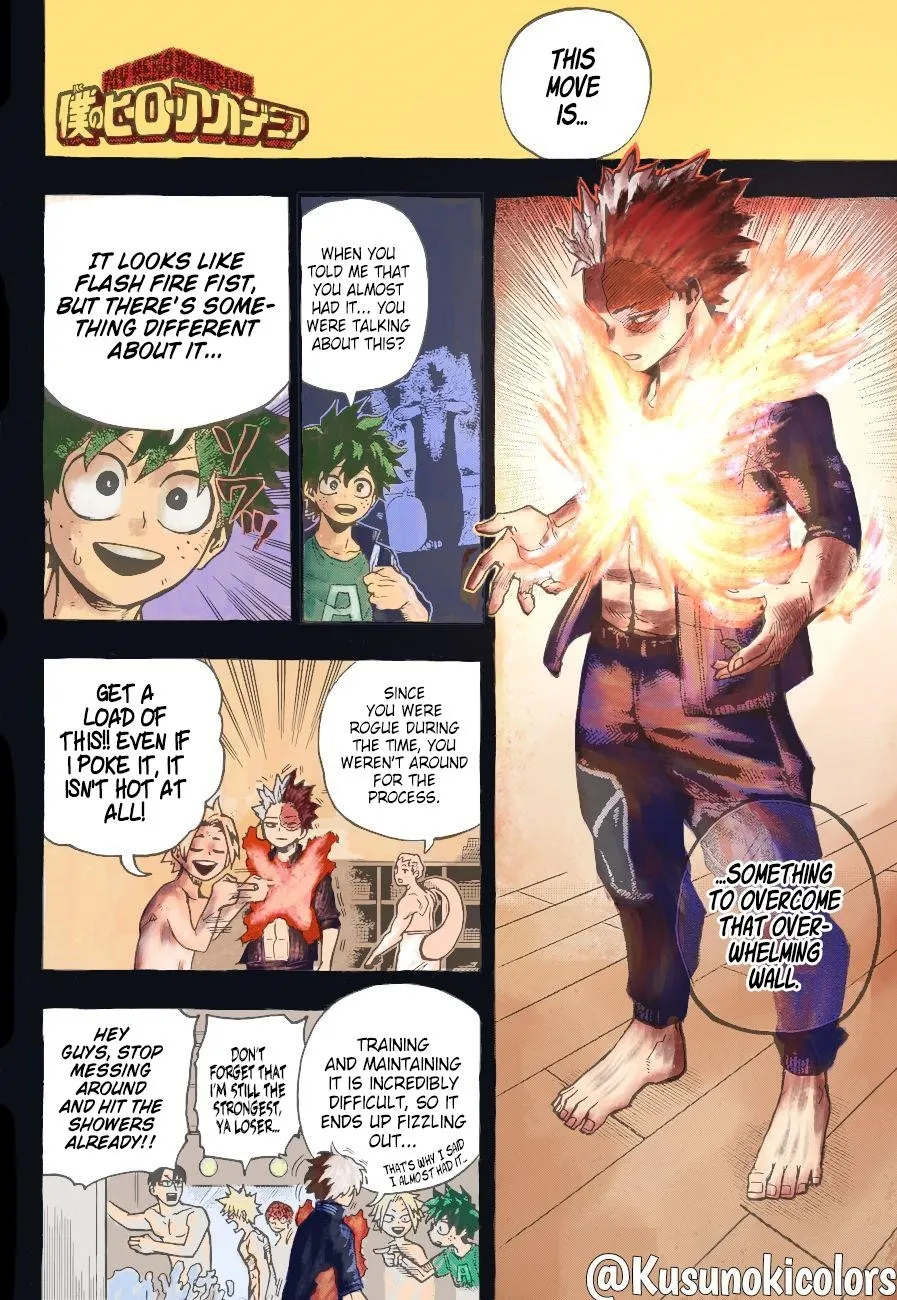 THIS
MOVE
IS...
MY HERO ACADEMIA
僕のヒーローアカデミア
WHEN YOU
TOLD ME THAT
YOU ALMOST
HAD IT... YOU
WERE TALKING
ABOUT THIS?
IT LOOKS LIKE
FLASH FIRE FIST,
BUT THERE'S SOME-
THING DIFFERENT
ABOUT IT...
A
...SOMETHING
TO OVERCOME
THAT OVER-
WHELMING
WALL.
SINCE
YOU WERE
ROGUE DURING
THE TIME, YOU
WEREN'T AROUND
FOR THE
PROCESS.
GET A
LOAD OF
THIS!! EVEN IF
I POKE IT, IT
ISN'T HOT AT
ALL!
TRAINING
AND MAINTAINING
IT IS INCREDIBLY
DIFFICULT, SO IT
ENDS UP FIZZLING
OUT...
THAT'S WHY I SAID
I ALMOST HAD IT...
DON'T
FORGET THAT
I'M STILL THE
STRONGEST,
YA LOSER...
HEY
GUYS, STOP
MESSING
AROUND
AND HIT THE
SHOWERS
ALREADY!!
A
@Kusunokicolors